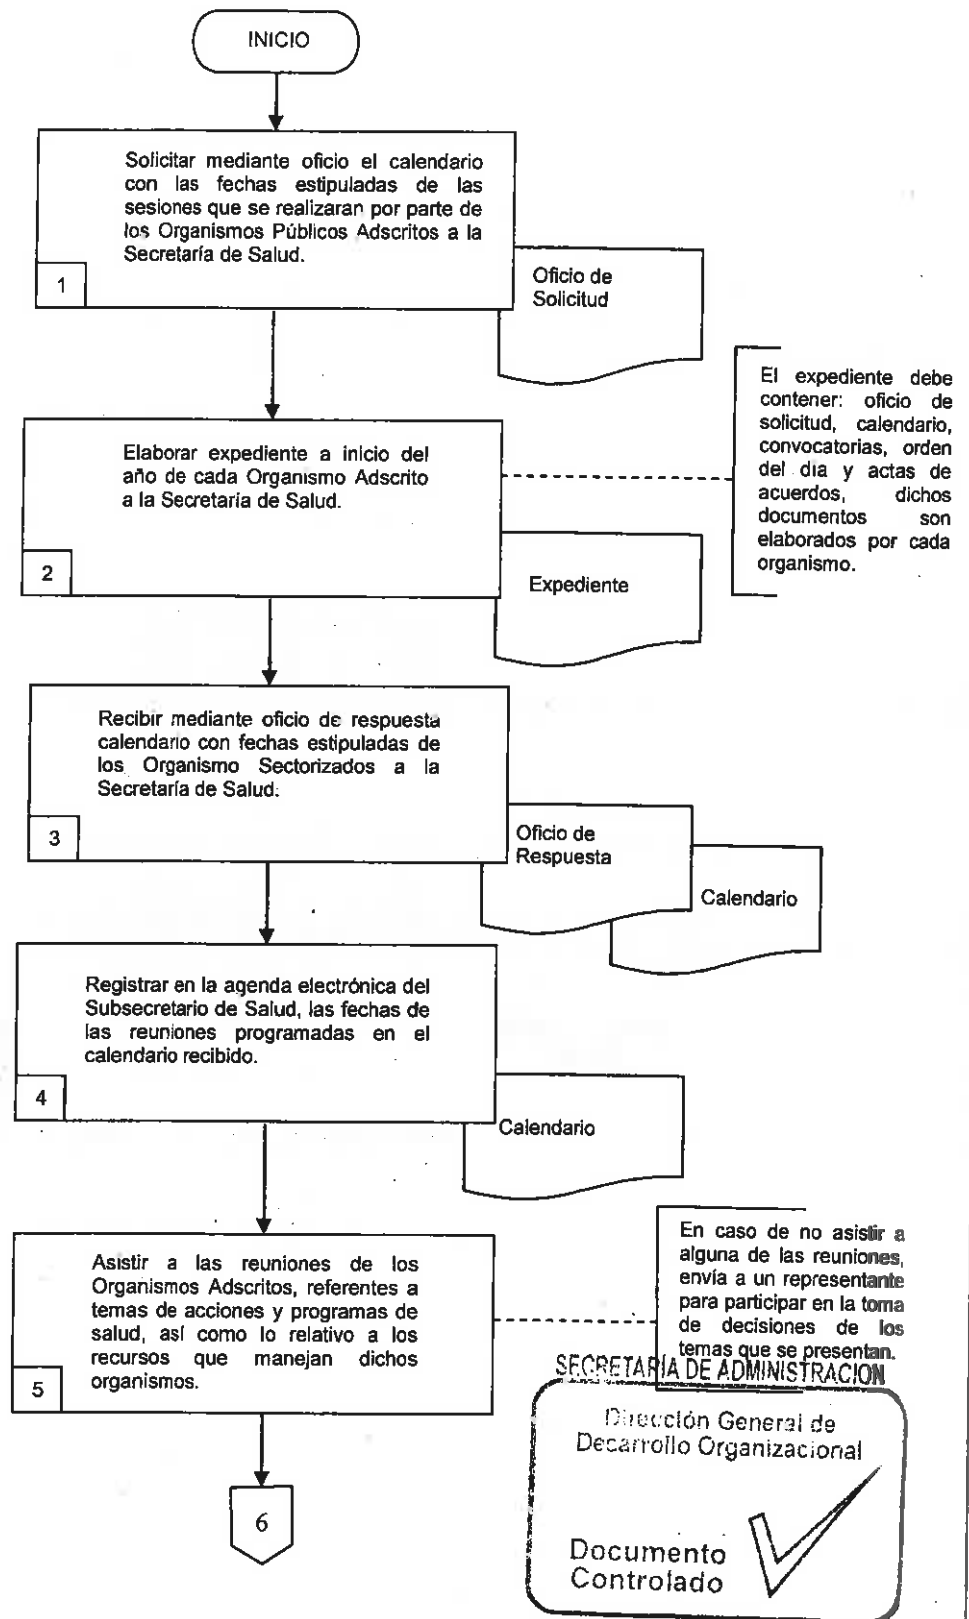 INICIO
Solicitar mediante oficio el calendario
con las fechas estipuladas de las
sesiones que se realizaran por parte de
los Organismos Públicos Adscritos a la
Secretaría de Salud.
1
Oficio de
Solicitud
Elaborar expediente a inicio del
año de cada Organismo Adscrito
a la Secretaría de Salud.
2
Expediente
El expediente debe
contener: oficio de
solicitud, calendario,
convocatorias, orden
del día y actas de
acuerdos, dichos
documentos son
elaborados por cada
organismo.
Recibir mediante oficio de respuesta
calendario con fechas estipuladas de
los Organismo Sectorizados a la
Secretaría de Salud.
3
Oficio de
Respuesta
Calendario
Registrar en la agenda electrónica del
Subsecretario de Salud, las fechas de
las reuniones programadas en el
calendario recibido.
4
Calendario
Asistir a las reuniones de los
Organismos Adscritos, referentes a
temas de acciones y programas de
salud, así como lo relativo a los
recursos que manejan dichos
organismos.
5
En caso de no asistir a
alguna de las reuniones,
envía a un representante
para participar en la toma
de decisiones de los
temas que se presentan.
6
SECRETARÍA DE ADMINISTRACION
Dirección General de
Decarrollo Organizacional
Documento
Controlado